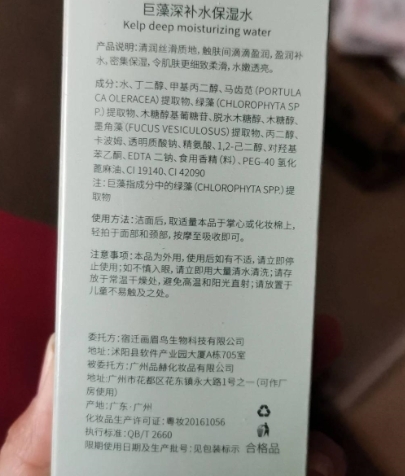 巨藻深补水保湿水
Kelp deep moisturizing water
产品说明：清润丝滑质地，触肤间滴滴盈润，盈润补
水。密集保湿，令肌肤更细致柔滑，水嫩透亮。
成分：水、丁二醇、甲基丙二醇、马齿苋（PORTULA
CA OLERACEA）提取物、绿藻（CHLOROPHYTA SP
P.）提取物、木糖醇基葡糖苷、脱水木糖醇、木糖醇、
墨角藻（FUCUS VESICULOSUS）提取物、丙二醇、
卡波姆、透明质酸钠、精氨酸、1,2-己二醇、对羟基
苯乙酮、EDTA 二钠、食用香精（料）、PEG-40 氢化
蓖麻油、CI 19140、CI 42090
注：巨藻指成分中的绿藻（CHLOROPHYTA SPP.）提
取物
使用方法：洁面后，取适量本品于掌心或化妆棉上，
轻拍于面部和颈部，按摩至吸收即可。
注意事项：本品为外用，使用后如有不适，请立即停
止使用；如不慎入眼，请立即用大量清水清洗；请存
放于常温干燥处，避免高温和阳光直射；请放置于
儿童不易触及之处。
委托方：宿迁画眉鸟生物科技有限公司
地址：沭阳县软件产业园大厦A栋705室
被委托方：广州品赫化妆品有限公司
地址：广州市花都区花东镇永大路1号之一（可作厂
房使用）
产地：广东·广州
化妆品生产许可证：粤妆20161056
执行标准：QB/T 2660
限期使用日期及生产批号：见包装标示 合格品